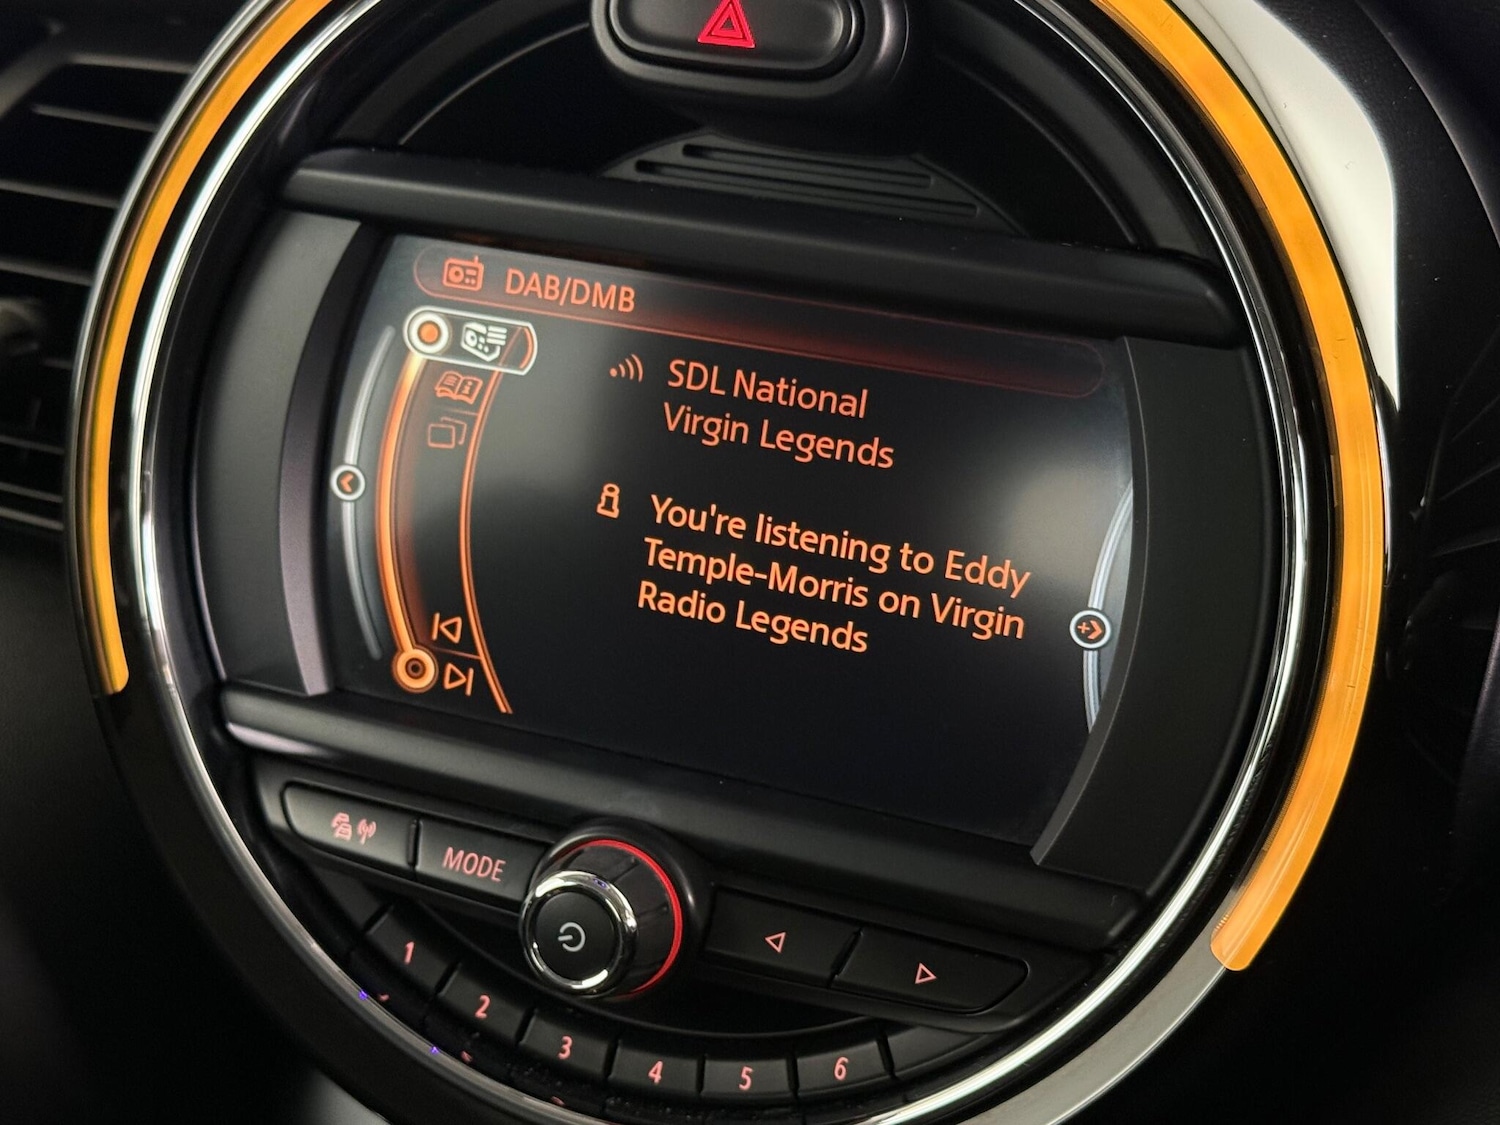 DAB/DMB
SDL National
Virgin Legends
You're listening to Eddy
Temple-Morris on Virgin
Radio Legends
MODE
1
2
3
4
5
6